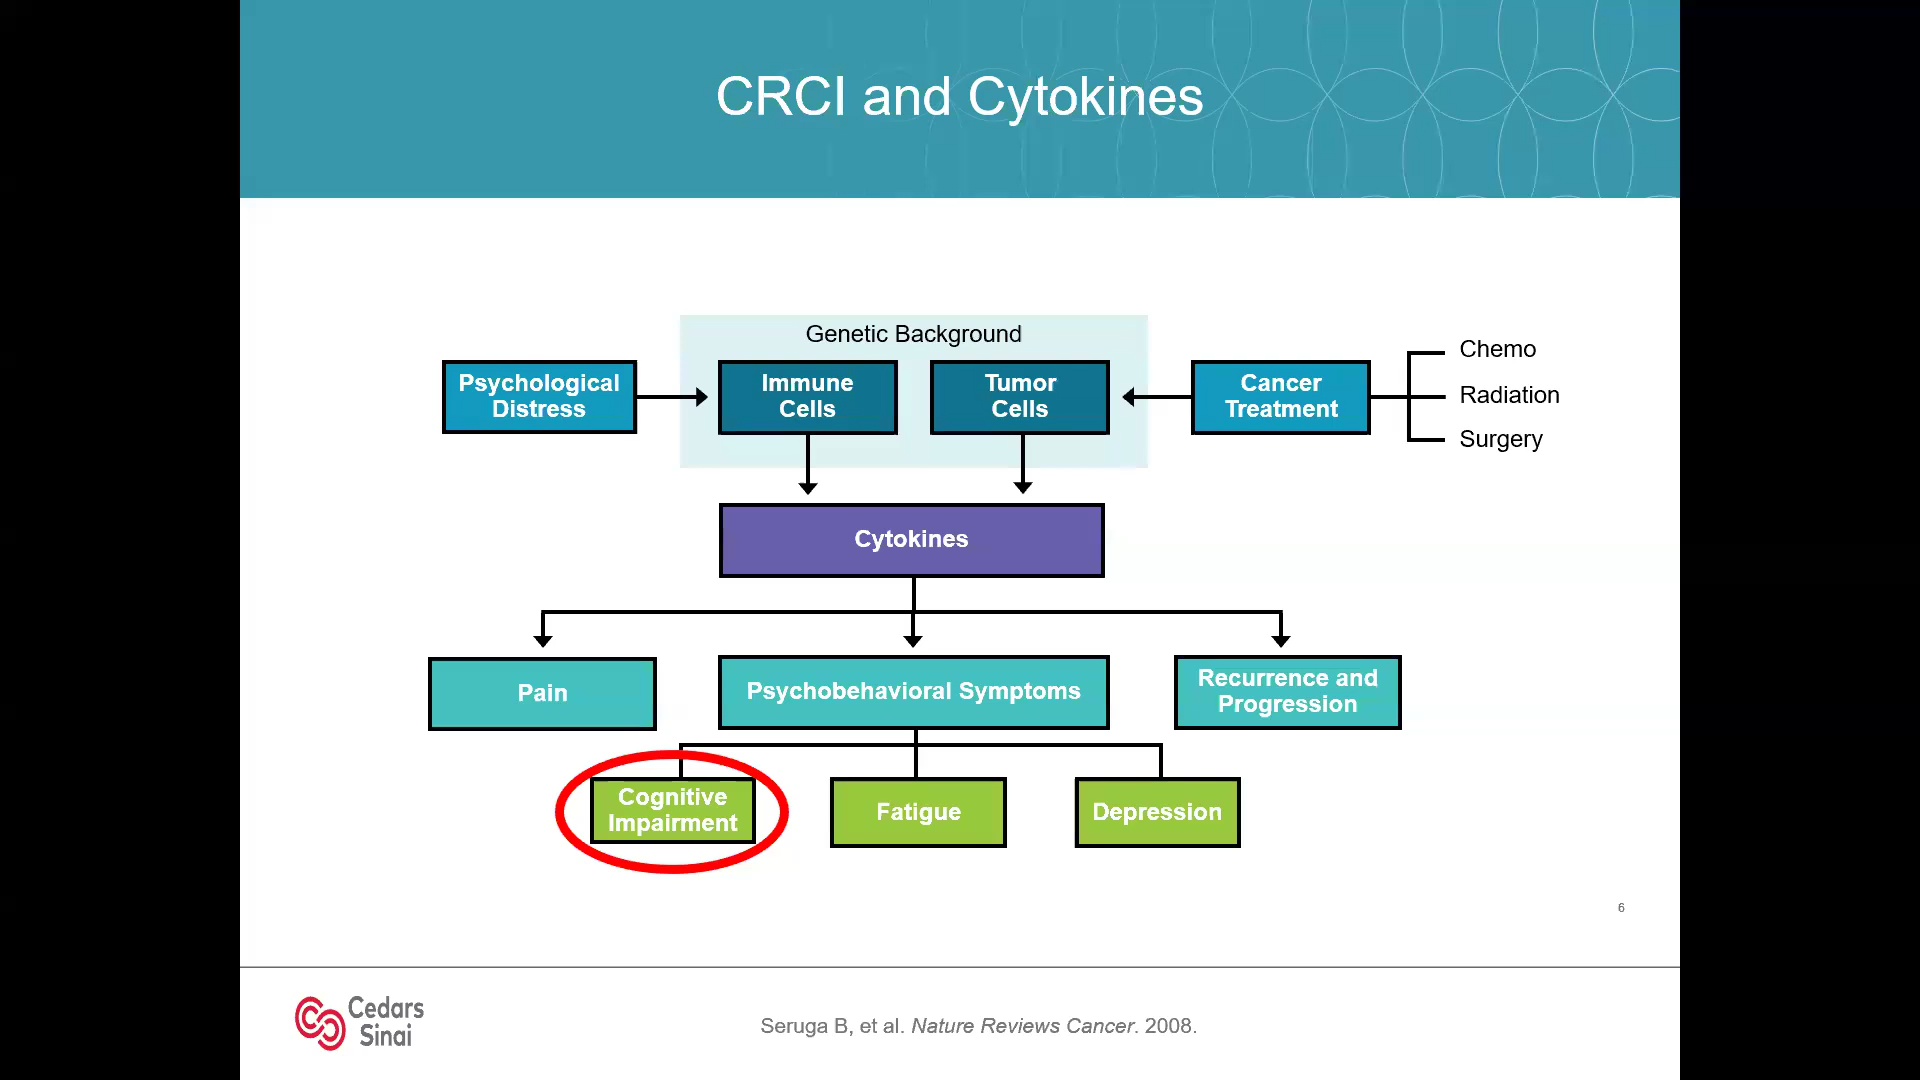 CRCI and Cytokines
Genetic Background
Psychological
Distress
Immune
Cells
Tumor
Cells
Cancer
Treatment
Chemo
Radiation
Surgery
Cytokines
Pain
Psychobehavioral Symptoms
Recurrence and
Progression
Cognitive
Impairment
Fatigue
Depression
6
Cedars
Sinai
Seruga B, et al. Nature Reviews Cancer. 2008.